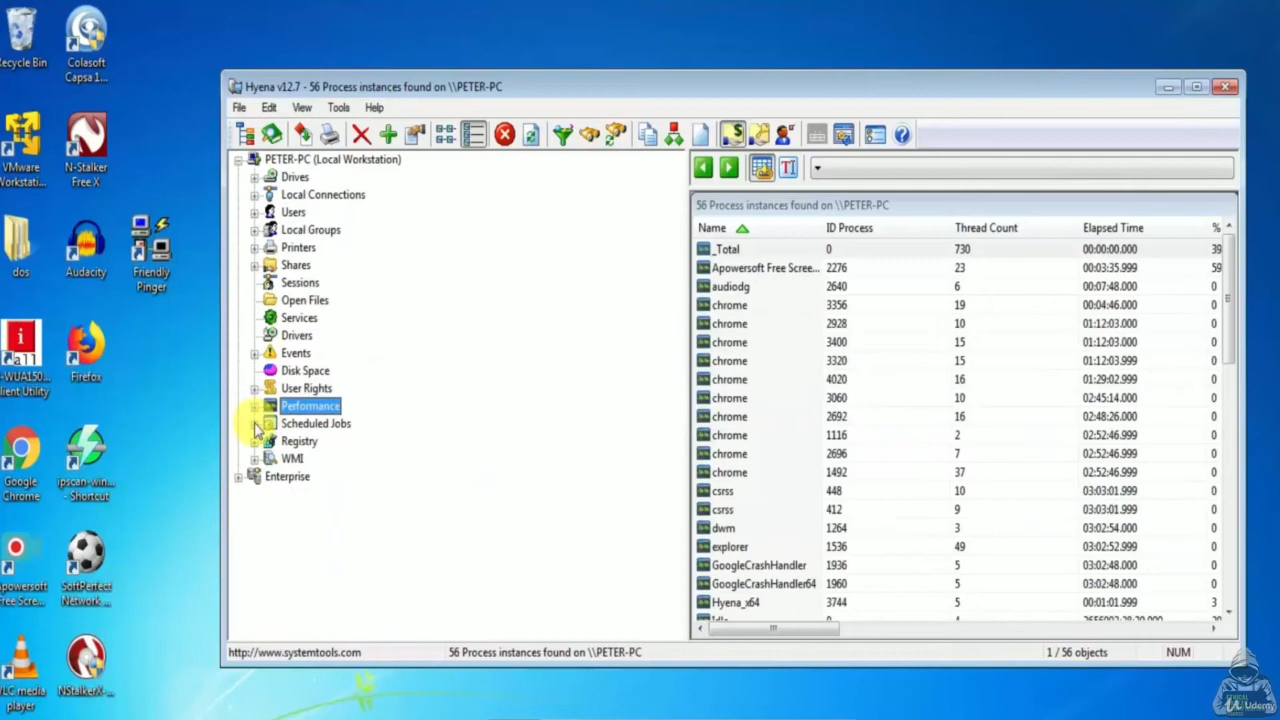 Recycle Bin
Colasoft
Capsa 1...
VMware
Workstati...
N-Stalker
Free X
dos
Audacity
Friendly
Pinger
-WUA150...
lient Utility
Firefox
Google
Chrome
ipscan-win...
- Shortcut
Apowersoft
Free Scre...
SoftPerfect
Network ...
VLC media
player
NStalkerX-...
Hyena v12.7 - 56 Process instances found on \\PETER-PC
File Edit View Tools Help
PETER-PC (Local Workstation)
Drives
Local Connections
Users
Local Groups
Printers
Shares
Sessions
Open Files
Services
Drivers
Events
Disk Space
User Rights
Performance
Scheduled Jobs
Registry
WMI
Enterprise
56 Process instances found on \\PETER-PC
Name ID Process Thread Count Elapsed Time %
_Total 0 730 00:00:00.000 39
Apowersoft Free Scree... 2276 23 00:03:35.999 59
audiodg 2640 6 00:07:48.000 0
chrome 3356 19 00:04:46.000 0
chrome 2928 10 01:12:03.000 0
chrome 3400 15 01:12:03.000 0
chrome 3320 15 01:12:03.000 0
chrome 4020 16 01:29:02.999 0
chrome 3060 10 02:45:14.000 0
chrome 2692 16 02:48:26.000 0
chrome 1116 2 02:52:46.999 0
chrome 2696 7 02:52:46.999 0
chrome 1492 37 02:52:46.999 0
csrss 448 10 03:03:01.999 0
csrss 412 9 03:03:01.999 0
dwm 1264 3 03:02:54.000 0
explorer 1536 49 03:02:52.999 0
GoogleCrashHandler 1936 5 03:02:48.000 0
GoogleCrashHandler64 1960 5 03:02:48.000 0
Hyena_x64 3744 5 00:01:01.999 3
http://www.systemtools.com 56 Process instances found on \\PETER-PC 1 / 56 objects NUM
Udemy